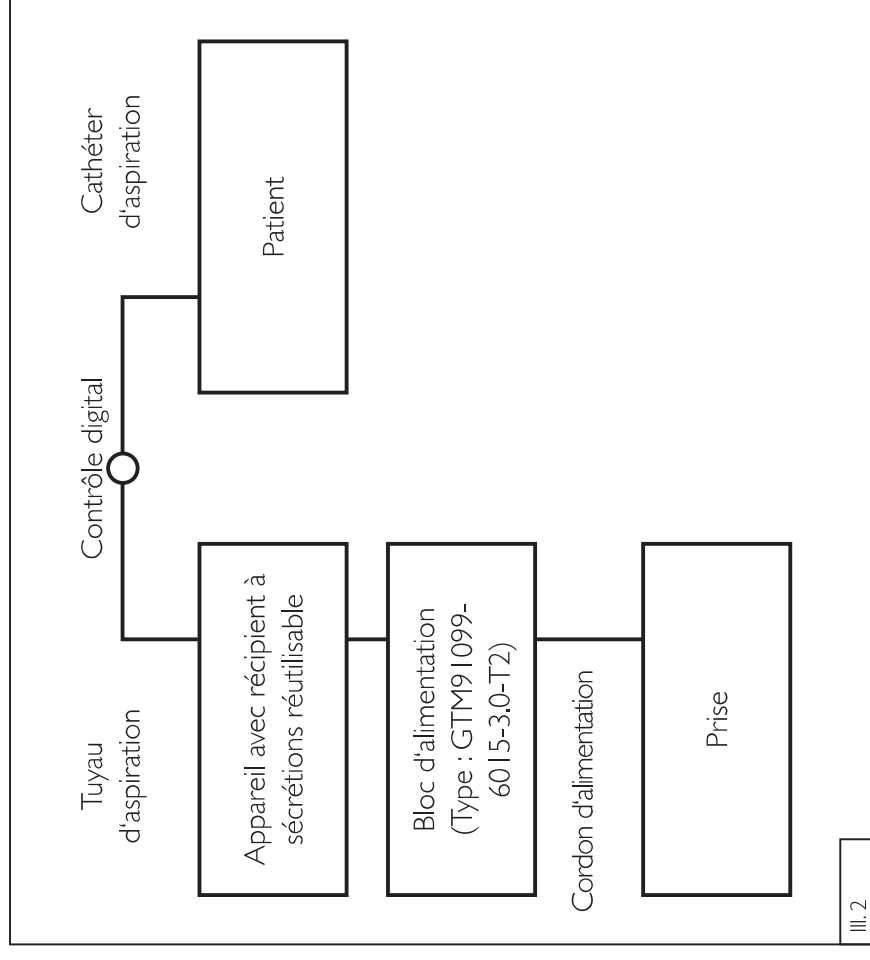 Tuyau
d'aspiration
Contrôle digital
Cathéter
d'aspiration
Appareil avec récipient à
sécrétions réutilisable
Patient
Bloc d'alimentation
(Type : GTM91099-
6015-3.0-T2)
Cordon d'alimentation
Prise
Ill. 2